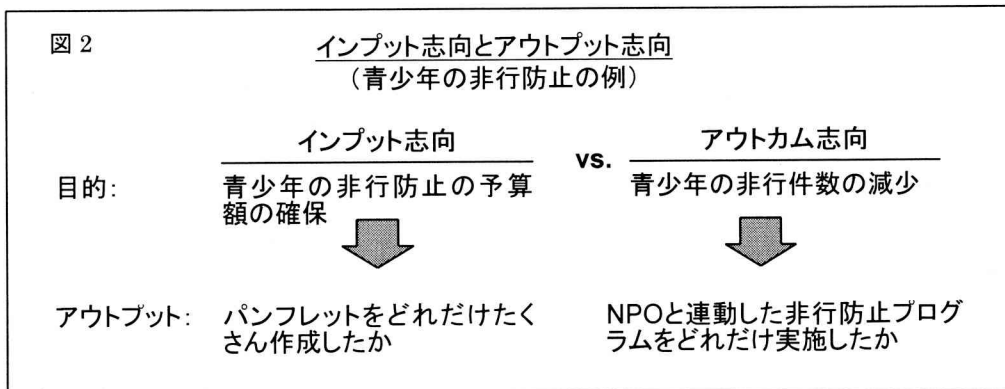 図2
インプット志向とアウトプット志向
(青少年の非行防止の例)
インプット志向 vs. アウトカム志向
目的: 青少年の非行防止の予算 青少年の非行件数の減少
額の確保
アウトプット: パンフレットをどれだけたく NPOと連動した非行防止プログ
さん作成したか ラムをどれだけ実施したか